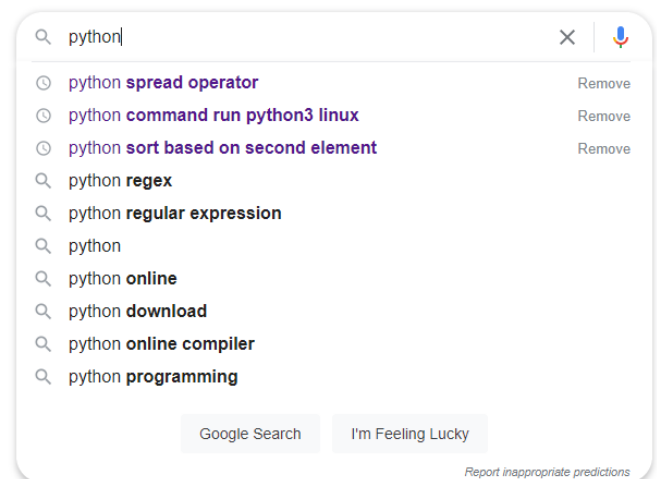 python
python spread operator Remove
python command run python3 linux Remove
python sort based on second element Remove
python regex
python regular expression
python
python online
python download
python online compiler
python programming
Google Search I'm Feeling Lucky
Report inappropriate predictions